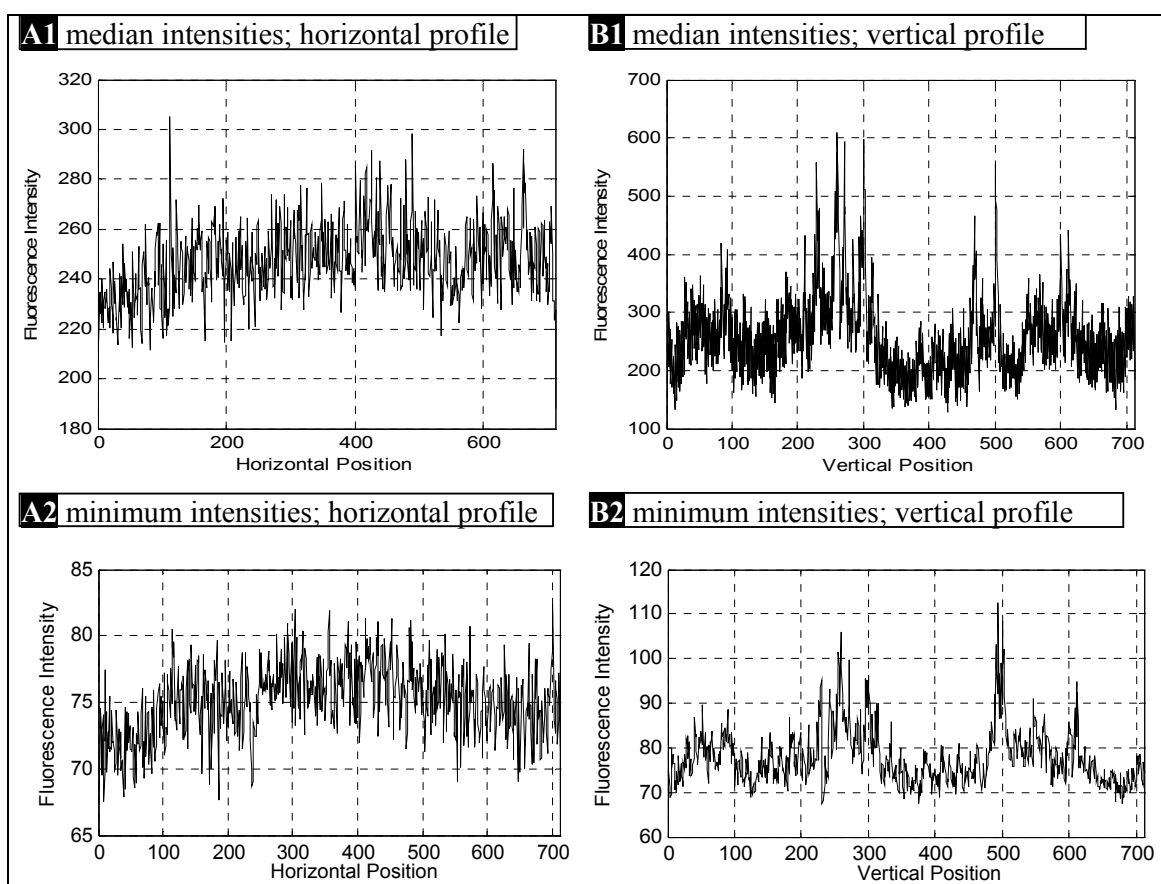 A1 median intensities; horizontal profile
320
300
280
260
240
220
200
180
0 200 400 600
Fluorescence Intensity
Horizontal Position
B1 median intensities; vertical profile
700
600
500
400
300
200
100
0 100 200 300 400 500 600 700
Fluorescence Intensity
Vertical Position
A2 minimum intensities; horizontal profile
85
80
75
70
65
0 100 200 300 400 500 600 700
Fluorescence Intensity
Horizontal Position
B2 minimum intensities; vertical profile
120
110
100
90
80
70
60
0 100 200 300 400 500 600 700
Fluorescence Intensity
Vertical Position